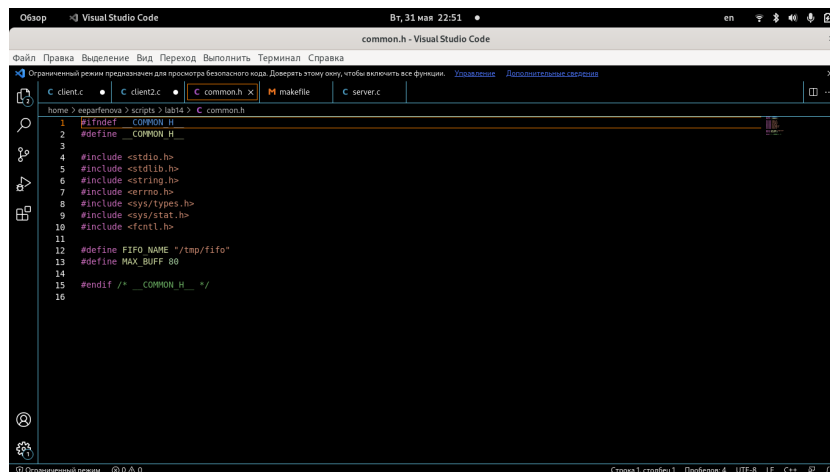 Обзор Visual Studio Code Вт, 31 мая 22:51 en
common.h - Visual Studio Code
Файл Правка Выделение Вид Переход Выполнить Терминал Справка
Ограниченный режим предназначен для просмотра безопасного кода. Доверять этому окну, чтобы включить все функции. Управление Дополнительные сведения
C client.c C client2.c C common.h × M makefile C server.c
home > eeparfenova > scripts > lab14 > C common.h
1 #ifndef __COMMON_H__
2 #define __COMMON_H__
3
4 #include <stdio.h>
5 #include <stdlib.h>
6 #include <string.h>
7 #include <errno.h>
8 #include <sys/types.h>
9 #include <sys/stat.h>
10 #include <fcntl.h>
11
12 #define FIFO_NAME "/tmp/fifo"
13 #define MAX_BUFF 80
14
15 #endif /* __COMMON_H__ */
16
2
1
Ограниченный режим 0 0 Строка 1, столбец 1 Пробелов: 4 UTF-8 LF C++